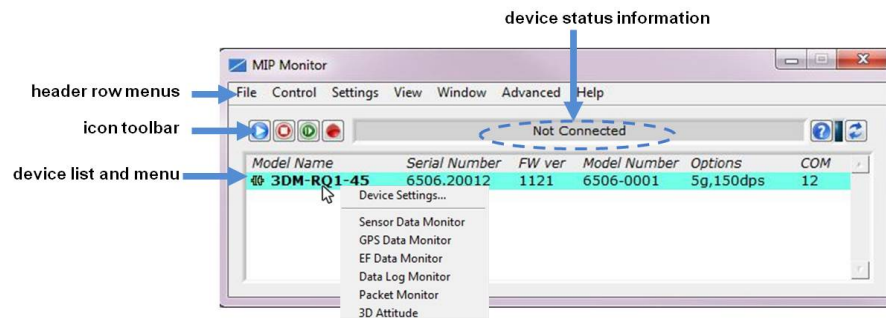 device status information
MIP Monitor
header row menus
File Control Settings View Window Advanced Help
icon toolbar
Not Connected
Model Name Serial Number FW ver Model Number Options COM
device list and menu
3DM-RQ1-45 6506.20012 1121 6506-0001 5g,150dps 12
Device Settings...
Sensor Data Monitor
GPS Data Monitor
EF Data Monitor
Data Log Monitor
Packet Monitor
3D Attitude